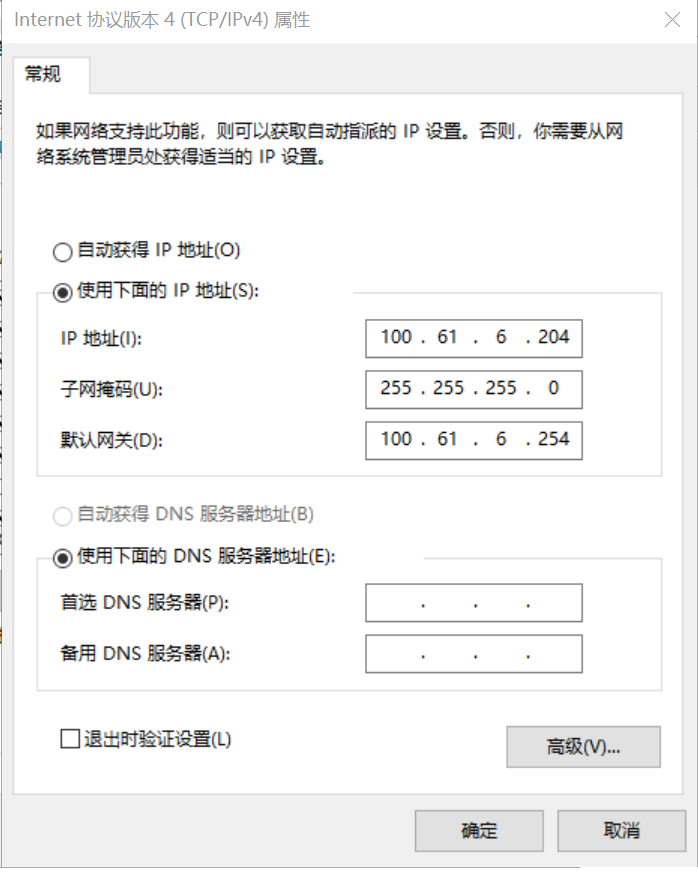 Internet 协议版本 4 (TCP/IPv4) 属性
常规
如果网络支持此功能，则可以获取自动指派的 IP 设置。否则，你需要从网
络系统管理员处获得适当的 IP 设置。
自动获得 IP 地址(O)
使用下面的 IP 地址(S):
IP 地址(I): 100 . 61 . 6 . 204
子网掩码(U): 255 . 255 . 255 . 0
默认网关(D): 100 . 61 . 6 . 254
自动获得 DNS 服务器地址(B)
使用下面的 DNS 服务器地址(E):
首选 DNS 服务器(P): . . .
备用 DNS 服务器(A): . . .
退出时验证设置(L)
高级(V)...
确定 取消